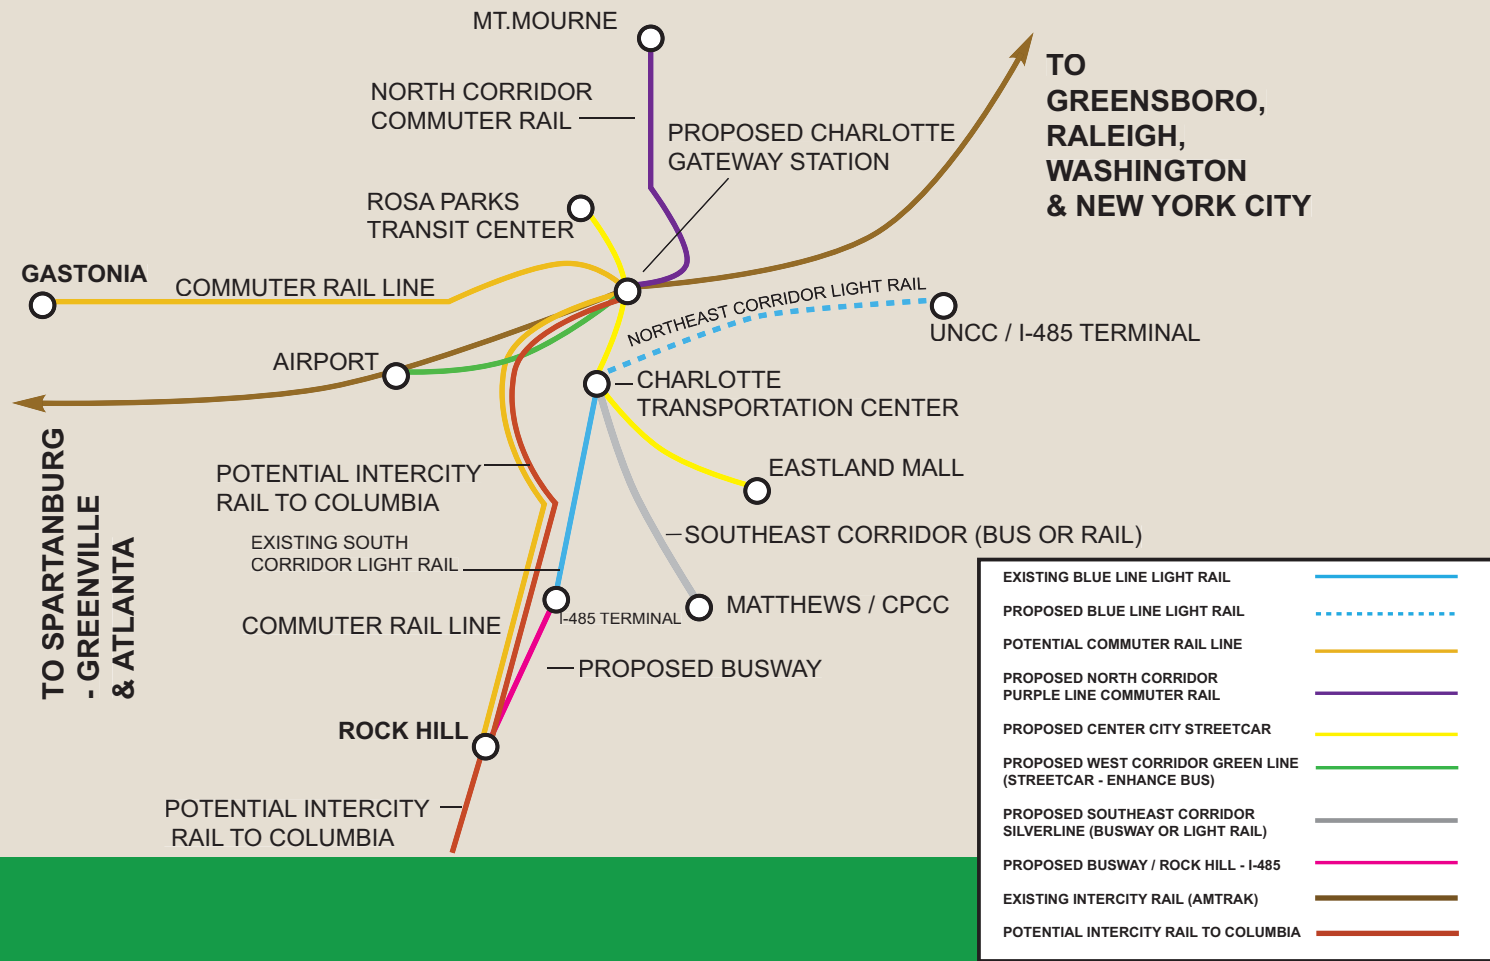 MT.MOURNE
NORTH CORRIDOR
COMMUTER RAIL
TO
GREENSBORO,
RALEIGH,
WASHINGTON
& NEW YORK CITY
PROPOSED CHARLOTTE
GATEWAY STATION
ROSA PARKS
TRANSIT CENTER
GASTONIA
COMMUTER RAIL LINE
NORTHEAST CORRIDOR LIGHT RAIL
UNCC / I-485 TERMINAL
AIRPORT
CHARLOTTE
TRANSPORTATION CENTER
TO SPARTANBURG
- GREENVILLE
& ATLANTA
POTENTIAL INTERCITY
RAIL TO COLUMBIA
EASTLAND MALL
EXISTING SOUTH
CORRIDOR LIGHT RAIL
SOUTHEAST CORRIDOR (BUS OR RAIL)
COMMUTER RAIL LINE
I-485 TERMINAL
MATTHEWS / CPCC
PROPOSED BUSWAY
ROCK HILL
POTENTIAL INTERCITY
RAIL TO COLUMBIA
EXISTING BLUE LINE LIGHT RAIL
PROPOSED BLUE LINE LIGHT RAIL
POTENTIAL COMMUTER RAIL LINE
PROPOSED NORTH CORRIDOR
PURPLE LINE COMMUTER RAIL
PROPOSED CENTER CITY STREETCAR
PROPOSED WEST CORRIDOR GREEN LINE
(STREETCAR - ENHANCE BUS)
PROPOSED SOUTHEAST CORRIDOR
SILVERLINE (BUSWAY OR LIGHT RAIL)
PROPOSED BUSWAY / ROCK HILL - I-485
EXISTING INTERCITY RAIL (AMTRAK)
POTENTIAL INTERCITY RAIL TO COLUMBIA